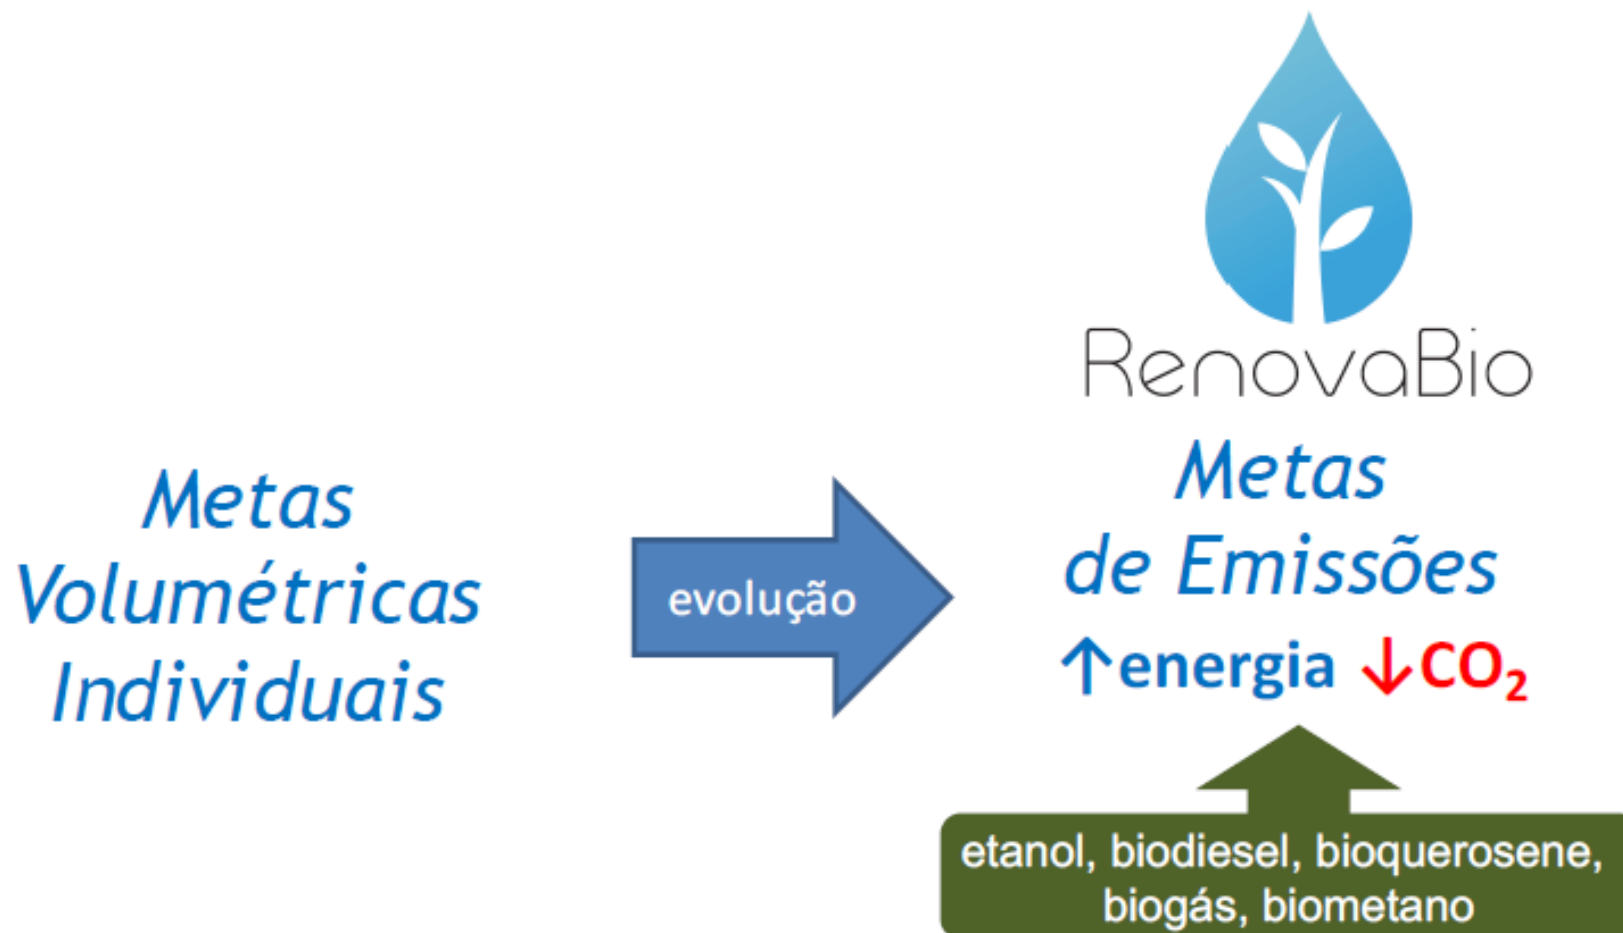 RenovaBio
Metas
Volumétricas
Individuais
evolução
Metas
de Emissões
↑energia ↓CO₂
etanol, biodiesel, bioquerosene,
biogás, biometano